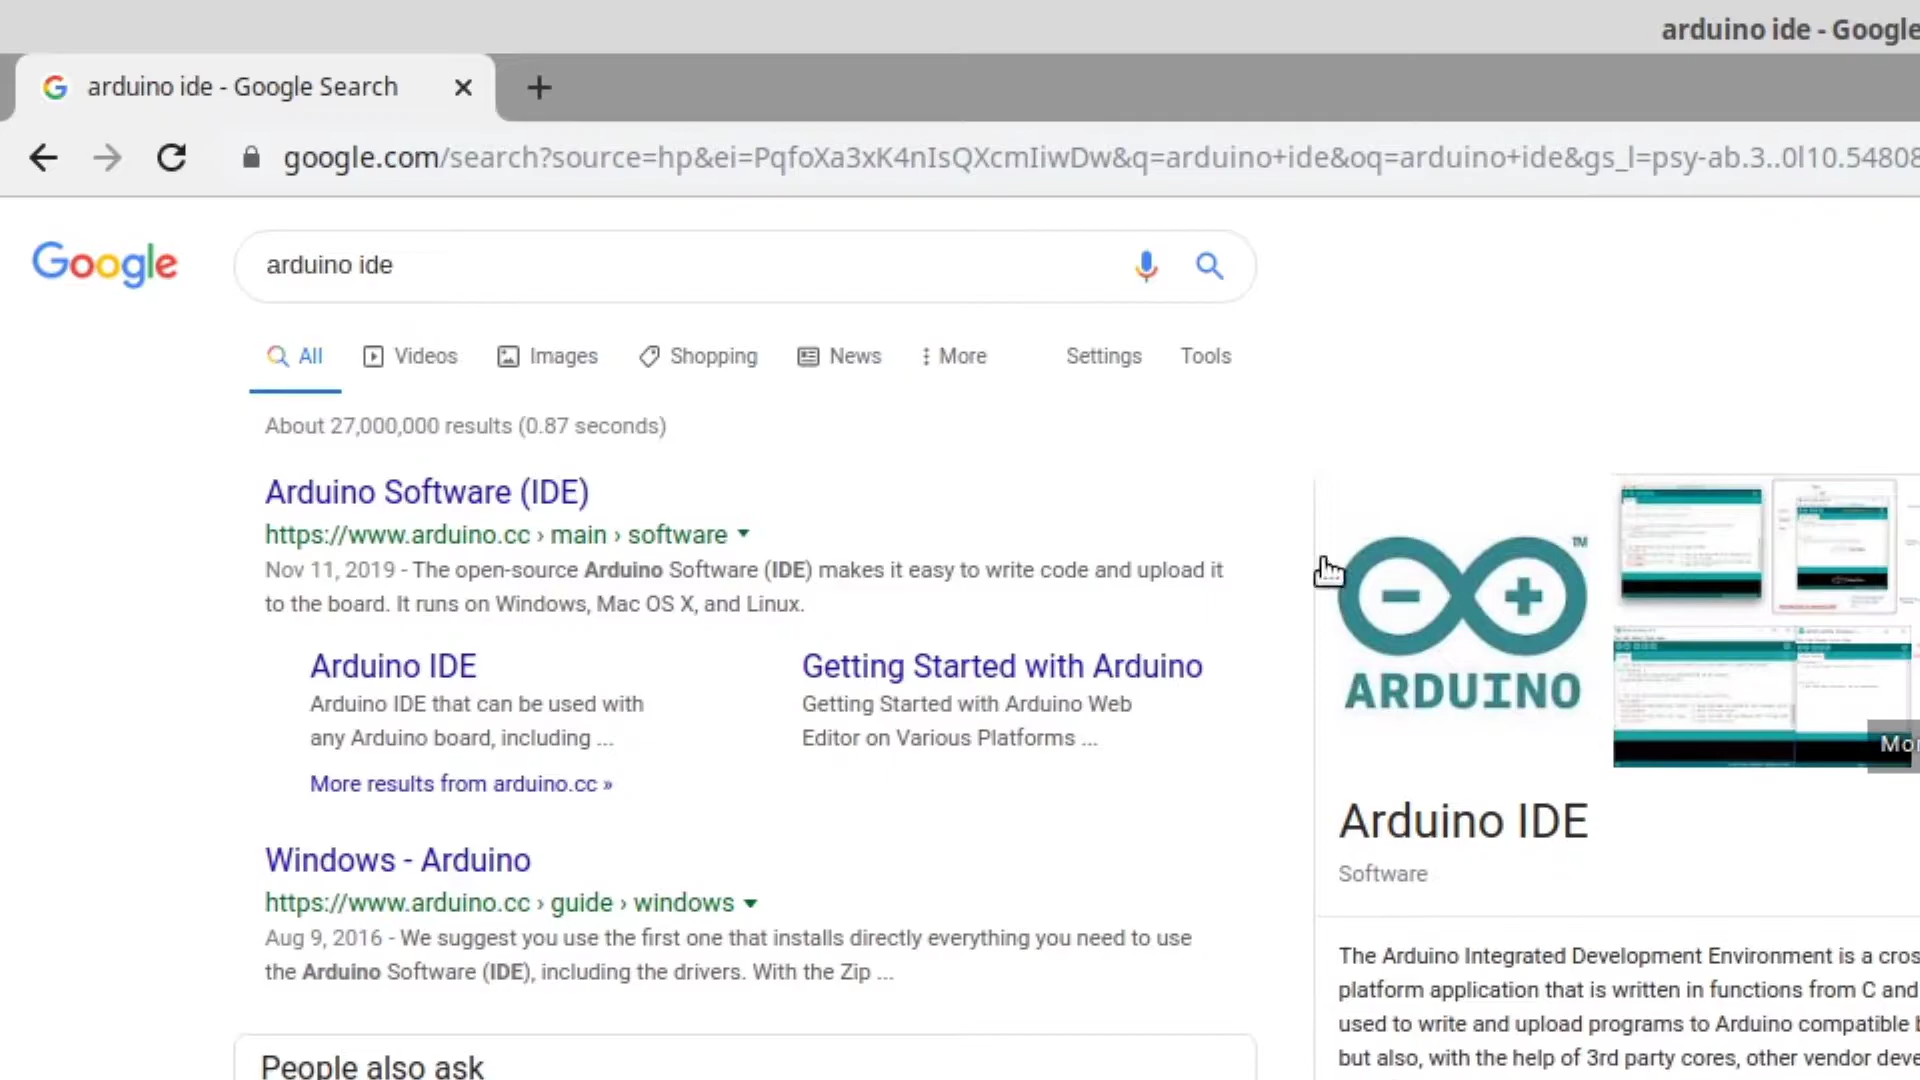 arduino ide - Google
arduino ide - Google Search
google.com/search?source=hp&ei=PqfoXa3xK4nIsQXcmIiwDw&q=arduino+ide&oq=arduino+ide&gs_l=psy-ab.3..0l10.54808
Google
arduino ide
All Videos Images Shopping News More Settings Tools
About 27,000,000 results (0.87 seconds)
Arduino Software (IDE)
https://www.arduino.cc › main › software
Nov 11, 2019 - The open-source Arduino Software (IDE) makes it easy to write code and upload it
to the board. It runs on Windows, Mac OS X, and Linux.
Arduino IDE
Arduino IDE that can be used with
any Arduino board, including ...
Getting Started with Arduino
Getting Started with Arduino Web
Editor on Various Platforms ...
More results from arduino.cc »
Windows - Arduino
https://www.arduino.cc › guide › windows
Aug 9, 2016 - We suggest you use the first one that installs directly everything you need to use
the Arduino Software (IDE), including the drivers. With the Zip ...
People also ask
TM
ARDUINO
Arduino IDE
Software
The Arduino Integrated Development Environment is a cros
platform application that is written in functions from C and
used to write and upload programs to Arduino compatible b
but also, with the help of 3rd party cores, other vendor deve